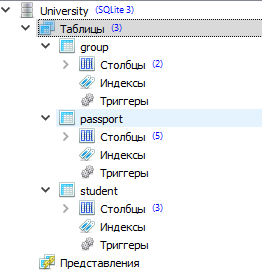 University (SQLite 3)
Таблицы (3)
group
Столбцы (2)
Индексы
Триггеры
passport
Столбцы (5)
Индексы
Триггеры
student
Столбцы (3)
Индексы
Триггеры
Представления